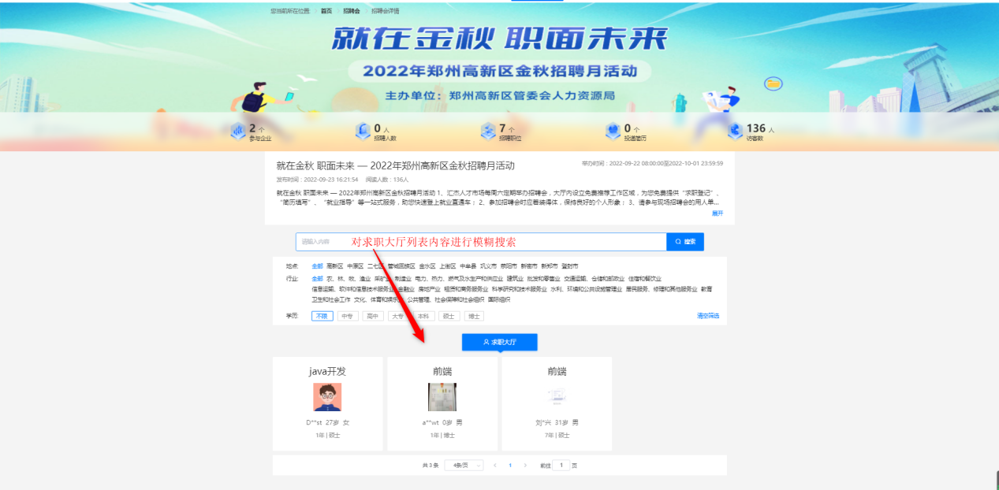 您当前所在位置: > 首页 > 招聘会 > 招聘会详情
就在金秋 职面未来
2022年郑州高新区金秋招聘月活动
主办单位：郑州高新区管委会人力资源局
2 个 参与企业
0 人 招聘人数
7 个 招聘职位
0 个 投递简历
136 人 访客数
就在金秋 职面未来 — 2022年郑州高新区金秋招聘月活动
举办时间：2022-09-22 08:00:00至2022-10-01 23:59:59
发布时间：2022-09-23 16:21:54 阅读人数：136人
就在金秋 职面未来 — 2022年郑州高新区金秋招聘月活动 1、汇杰人才市场每周六定期举办招聘会，大厅内设立免费推荐工作区域，为您免费提供“求职登记”、
“简历填写”、“就业指导”等一站式服务，助您快速登上就业直通车； 2、参加招聘会时应着装得体，保持良好的个人形象； 3、请参与现场招聘会的用人单...
展开
请输入内容 对求职大厅列表内容进行模糊搜索 搜索
地点: 全部 高新区 中原区 二七区 管城回族区 金水区 上街区 中牟县 巩义市 荥阳市 新密市 新郑市 登封市
行业: 全部 农、林、牧、渔业 采矿业 制造业 电力、热力、燃气及水生产和供应业 建筑业 批发和零售业 交通运输、仓储和邮政业 住宿和餐饮业
信息运输、软件和信息技术服务业 金融业 房地产业 租赁和商务服务业 科学研究和技术服务业 水利、环境和公共设施管理业 居民服务、修理和其他服务业 教育
卫生和社会工作 文化、体育和娱乐业 公共管理、社会保障和社会组织 国际组织
学历: 不限 中专 高中 大专 本科 硕士 博士 清空筛选
求职大厅
java开发
D**st 27岁 女
1年 | 硕士
前端
a**wt 0岁 男
1年 | 博士
前端
刘*兴 31岁 男
7年 | 硕士
共 3 条 4条/页 < 1 > 前往 1 页